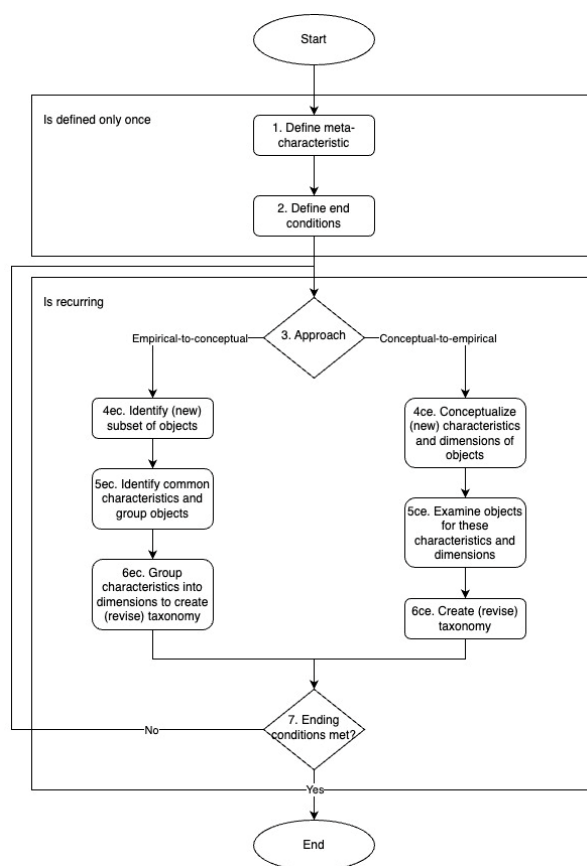 Start
Is defined only once
1. Define meta-
characteristic
2. Define end
conditions
Is recurring
3. Approach
Empirical-to-conceptual
Conceptual-to-empirical
4ec. Identify (new)
subset of objects
4ce. Conceptualize
(new) characteristics
and dimensions of
objects
5ec. Identify common
characteristics and
group objects
5ce. Examine objects
for these
characteristics and
dimensions
6ec. Group
characteristics into
dimensions to create
(revise) taxonomy
6ce. Create (revise)
taxonomy
7. Ending
conditions met?
No
Yes
End